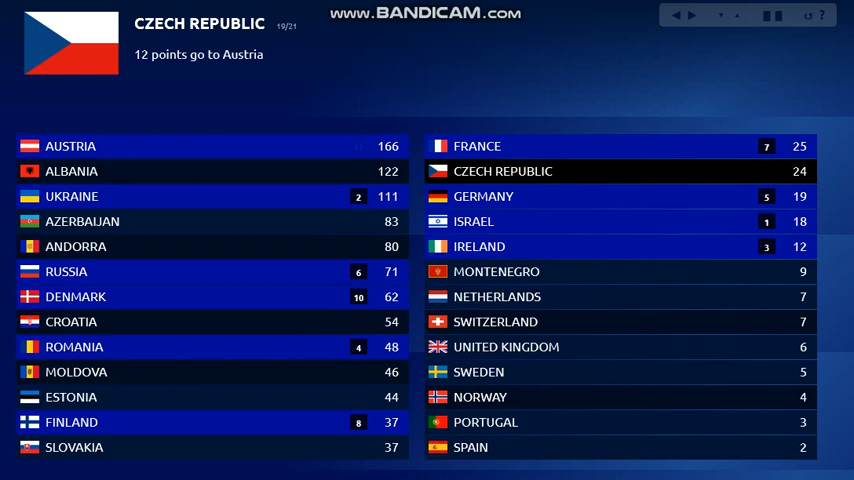 www.BANDICAM.com
CZECH REPUBLIC 19/21
12 points go to Austria
?
AUSTRIA 12 166
ALBANIA 122
UKRAINE 2 111
AZERBAIJAN 83
ANDORRA 80
RUSSIA 6 71
DENMARK 10 62
CROATIA 54
ROMANIA 4 48
MOLDOVA 46
ESTONIA 44
FINLAND 8 37
SLOVAKIA 37
FRANCE 7 25
CZECH REPUBLIC 24
GERMANY 5 19
ISRAEL 1 18
IRELAND 3 12
MONTENEGRO 9
NETHERLANDS 7
SWITZERLAND 7
UNITED KINGDOM 6
SWEDEN 5
NORWAY 4
PORTUGAL 3
SPAIN 2